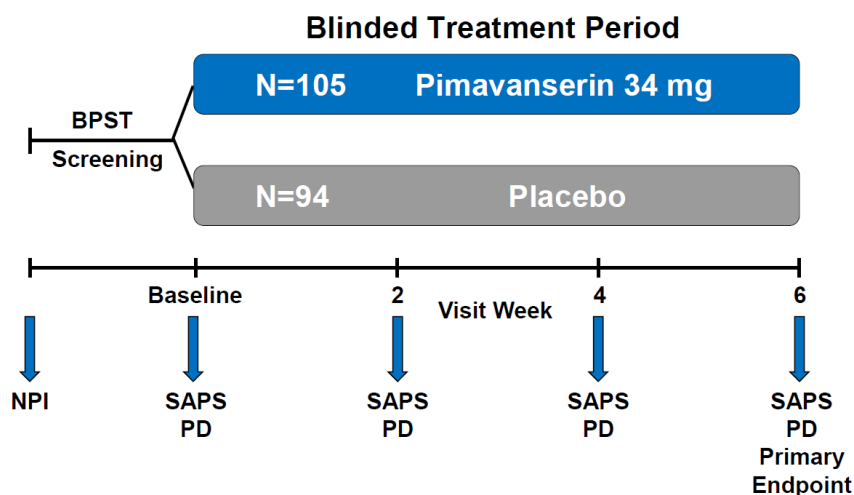 Blinded Treatment Period
N=105 Pimavanserin 34 mg
BPST
Screening
N=94 Placebo
Baseline 2 4 6
Visit Week
NPI SAPS SAPS SAPS SAPS
PD PD PD PD
Primary
Endpoint